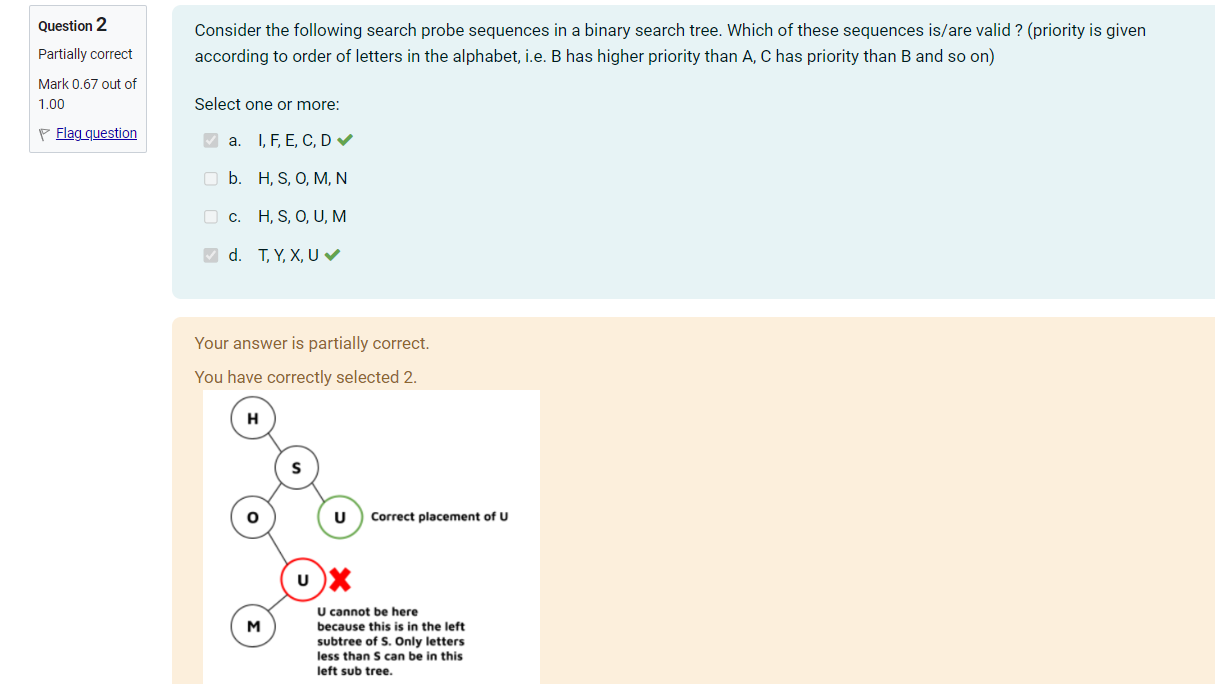 Question 2
Partially correct
Mark 0.67 out of
1.00
Flag question
Consider the following search probe sequences in a binary search tree. Which of these sequences is/are valid ? (priority is given
according to order of letters in the alphabet, i.e. B has higher priority than A, C has priority than B and so on)
Select one or more:
a. I, F, E, C, D
b. H, S, O, M, N
c. H, S, O, U, M
d. T, Y, X, U
Your answer is partially correct.
You have correctly selected 2.
H
S
O
U
Correct placement of U
U
M
U cannot be here
because this is in the left
subtree of S. Only letters
less than S can be in this
left sub tree.